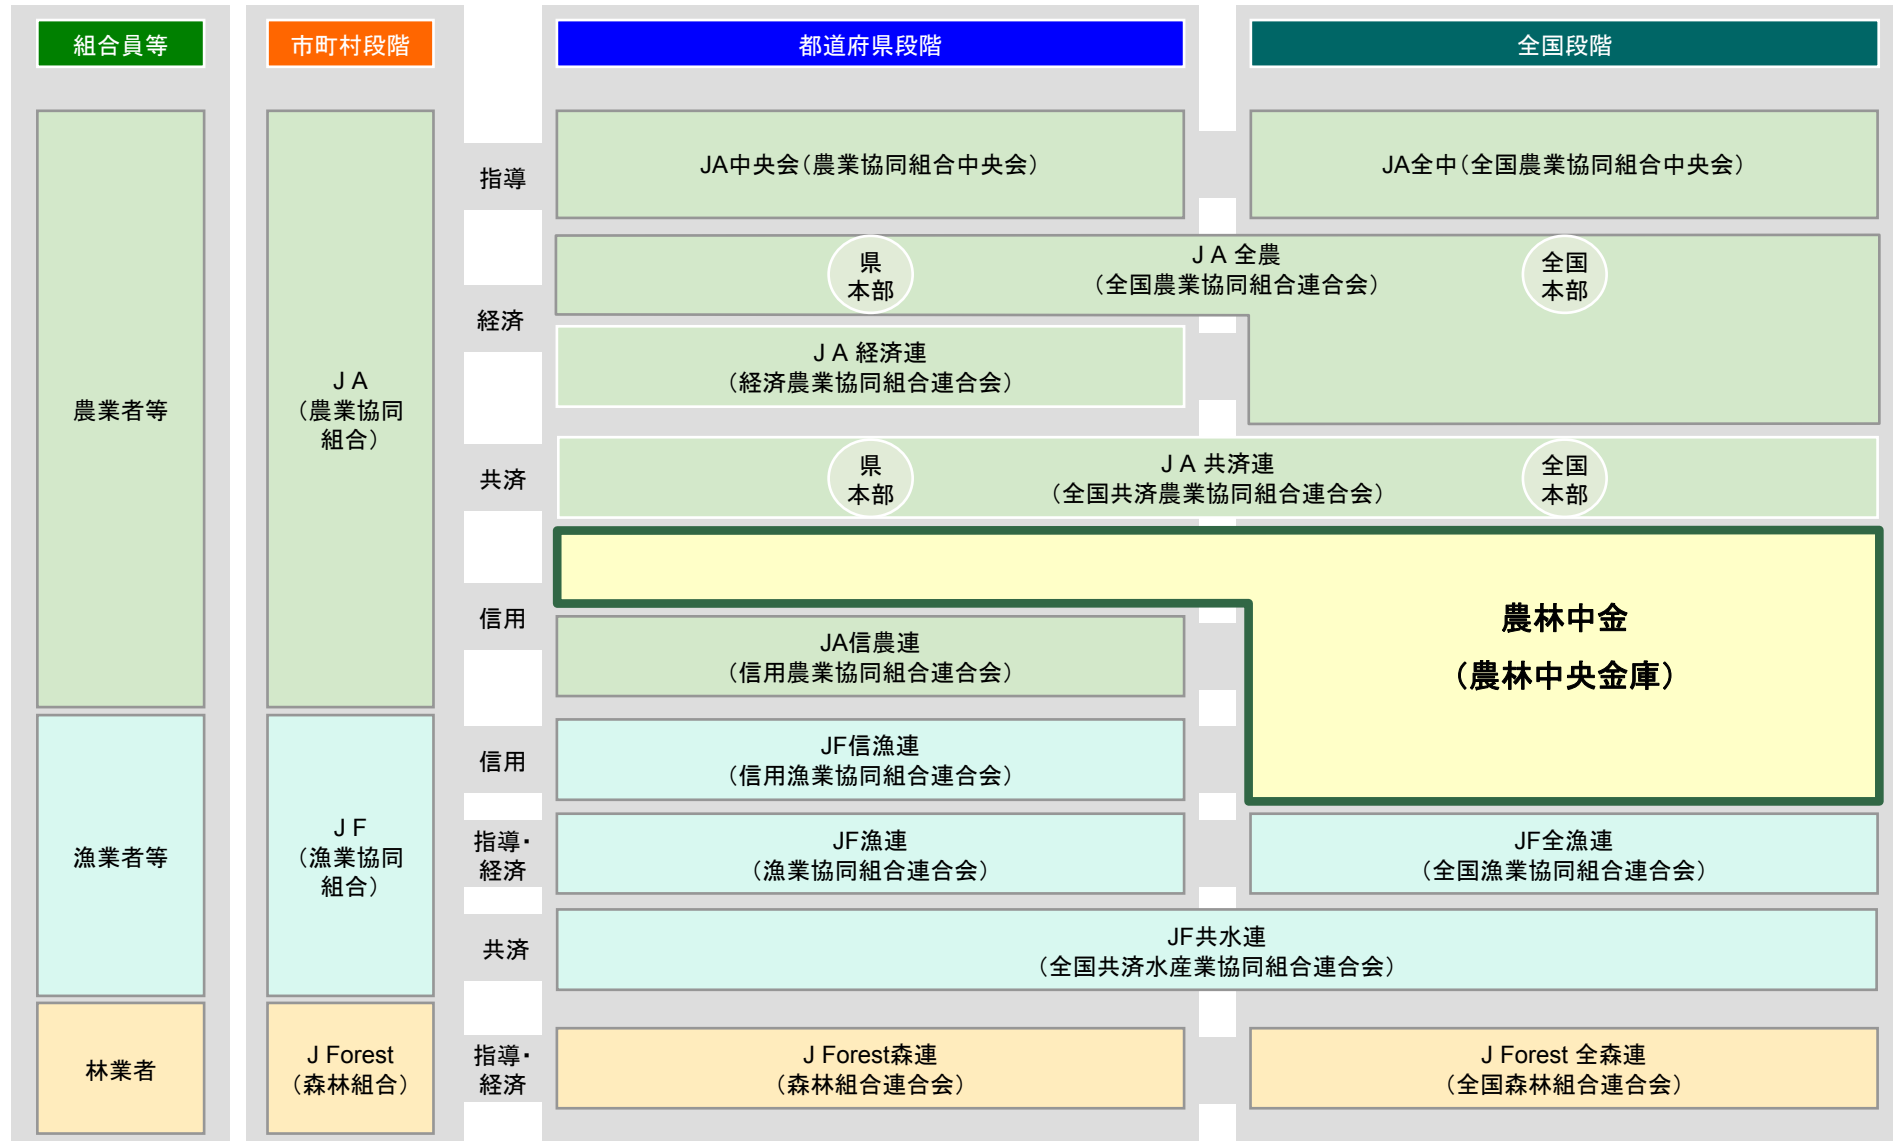 組合員等
市町村段階
都道府県段階
全国段階
農業者等
J A
（農業協同
組合）
指導
JA中央会（農業協同組合中央会）
JA全中（全国農業協同組合中央会）
経済
県
本部
J A 全農
（全国農業協同組合連合会）
全国
本部
J A 経済連
（経済農業協同組合連合会）
共済
県
本部
J A 共済連
（全国共済農業協同組合連合会）
全国
本部
信用
農林中金
（農林中央金庫）
JA信農連
（信用農業協同組合連合会）
漁業者等
J F
（漁業協同
組合）
信用
JF信漁連
（信用漁業協同組合連合会）
指導・
経済
JF漁連
（漁業協同組合連合会）
JF全漁連
（全国漁業協同組合連合会）
共済
JF共水連
（全国共済水産業協同組合連合会）
林業者
J Forest
（森林組合）
指導・
経済
J Forest森連
（森林組合連合会）
J Forest 全森連
（全国森林組合連合会）